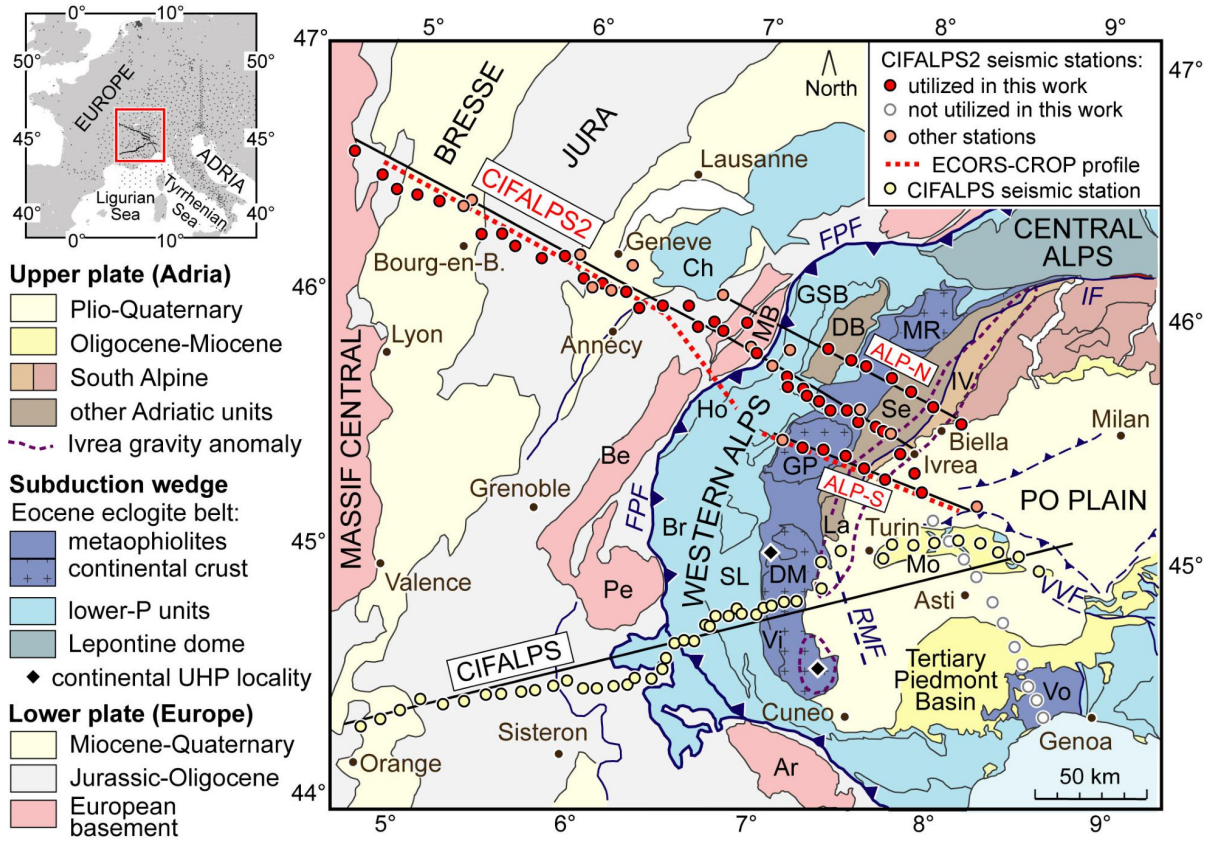 0°
10°
50°
50°
45°
45°
40°
40°
0°
10°
EUROPE
ADRIA
Ligurian
Sea
Tyrrhenian
Sea
Upper plate (Adria)
Plio-Quaternary
Oligocene-Miocene
South Alpine
other Adriatic units
Ivrea gravity anomaly
Subduction wedge
Eocene eclogite belt:
metaophiolites
continental crust
lower-P units
Lepontine dome
continental UHP locality
Lower plate (Europe)
Miocene-Quaternary
Jurassic-Oligocene
European
basement
5°
6°
7°
8°
9°
47°
47°
46°
46°
45°
45°
44°
44°
5°
6°
7°
8°
9°
North
CIFALPS2 seismic stations:
utilized in this work
not utilized in this work
other stations
ECORS-CROP profile
CIFALPS seismic station
BRESSE
JURA
Lausanne
CIFALPS2
Geneve
Ch
FPF
CENTRAL
ALPS
Bourg-en-B.
GSB
DB
MR
IF
MB
Lyon
Annecy
ALP-N
IV
MASSIF CENTRAL
Ho
Se
Milan
Biella
Be
WESTERN ALPS
GP
Ivrea
ALP-S
PO PLAIN
Grenoble
FPF
Br
La
Turin
Mo
Valence
Pe
SL
DM
Asti
VVF
RMF
CIFALPS
Vi
Tertiary
Piedmont
Basin
Vo
Sisteron
Cuneo
Genoa
Orange
Ar
50 km